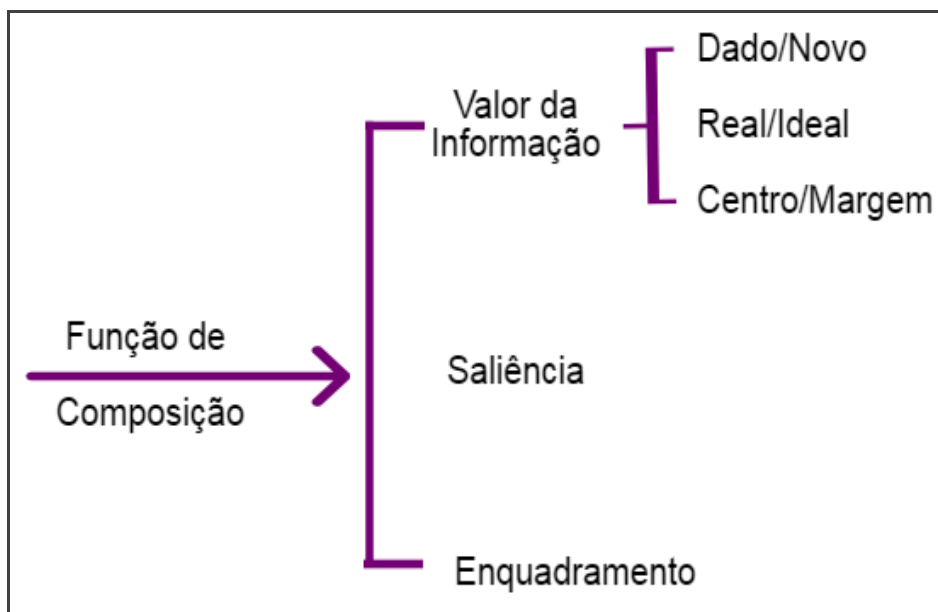 Função de
Composição
Valor da
Informação
Dado/Novo
Real/Ideal
Centro/Margem
Saliência
Enquadramento